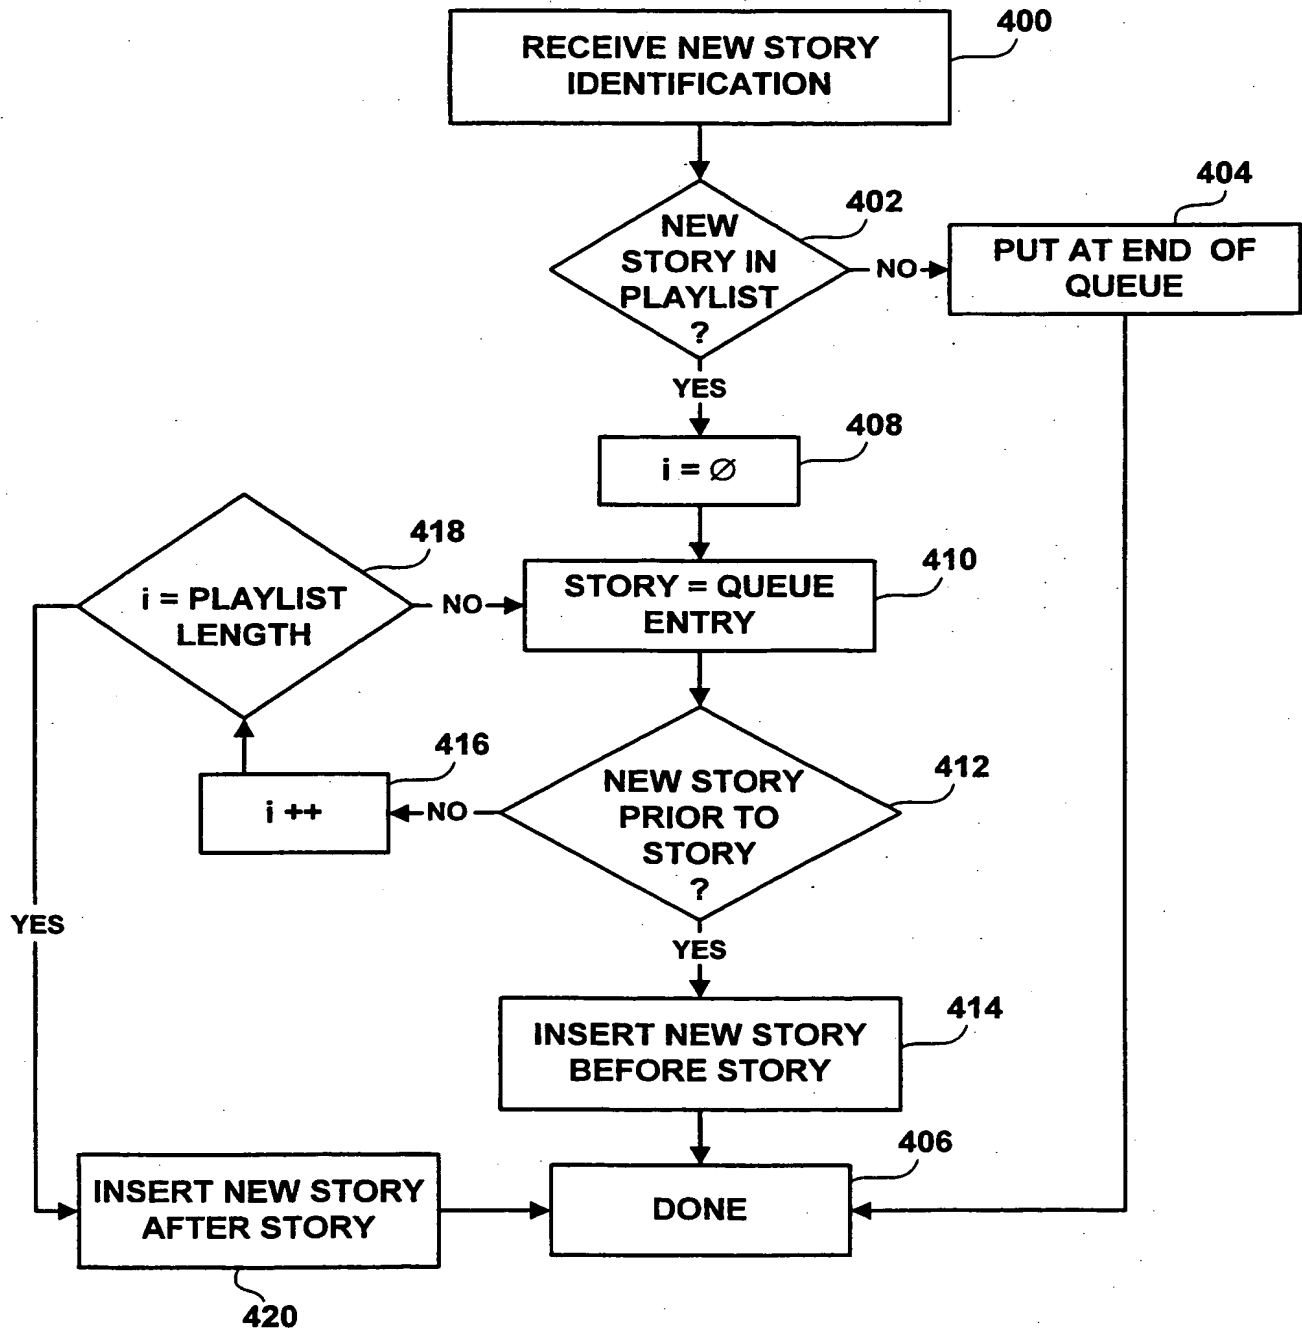 RECEIVE NEW STORY
IDENTIFICATION
400
NEW
STORY IN
PLAYLIST
?
402
NO
404
PUT AT END OF
QUEUE
YES
408
i = ∅
418
i = PLAYLIST
LENGTH
NO
410
STORY = QUEUE
ENTRY
416
i ++
NO
412
NEW STORY
PRIOR TO
STORY
?
YES
YES
414
INSERT NEW STORY
BEFORE STORY
406
INSERT NEW STORY
AFTER STORY
DONE
420